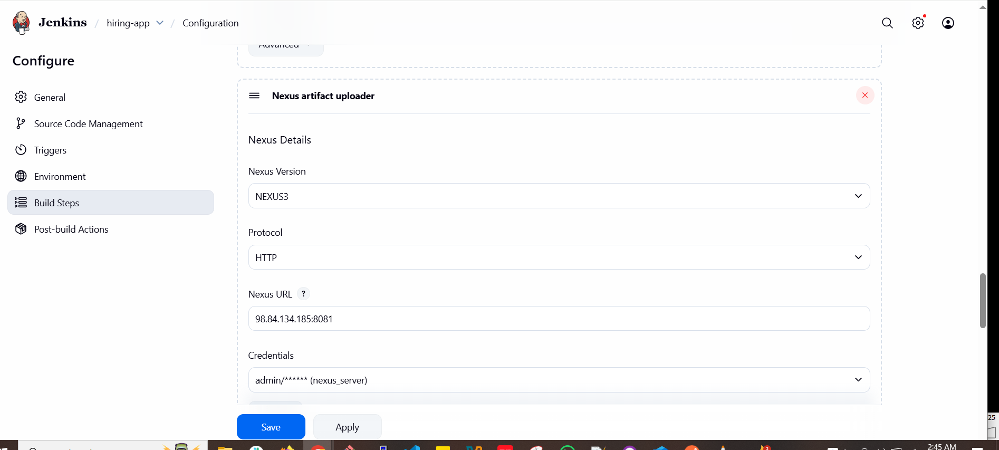 Jenkins / hiring-app / Configuration
Advanced
Configure
General
Source Code Management
Triggers
Environment
Build Steps
Post-build Actions
Nexus artifact uploader
Nexus Details
Nexus Version
NEXUS3
Protocol
HTTP
Nexus URL ?
98.84.134.185:8081
Credentials
admin/****** (nexus_server)
Save
Apply
25
3
2:45 AM